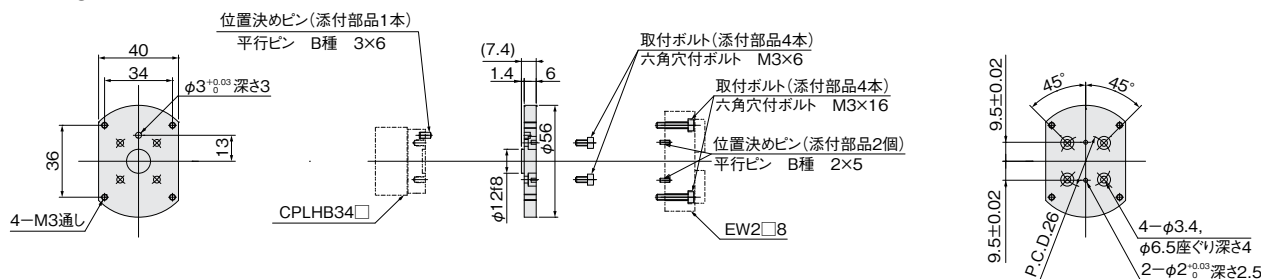 40
34
φ3+0.03 0 深さ3
13
36
4−M3通し
位置決めピン(添付部品1本)
平行ピン B種 3×6
CPLHB34□
(7.4)
1.4
6
φ56
φ12f8
取付ボルト(添付部品4本)
六角穴付ボルト M3×6
取付ボルト(添付部品4本)
六角穴付ボルト M3×16
位置決めピン(添付部品2個)
平行ピン B種 2×5
EW2□8
45°
45°
9.5±0.02
9.5±0.02
P.C.D.26
4−φ3.4,
φ6.5座ぐり深さ4
2−φ2+0.03 0 深さ2.5